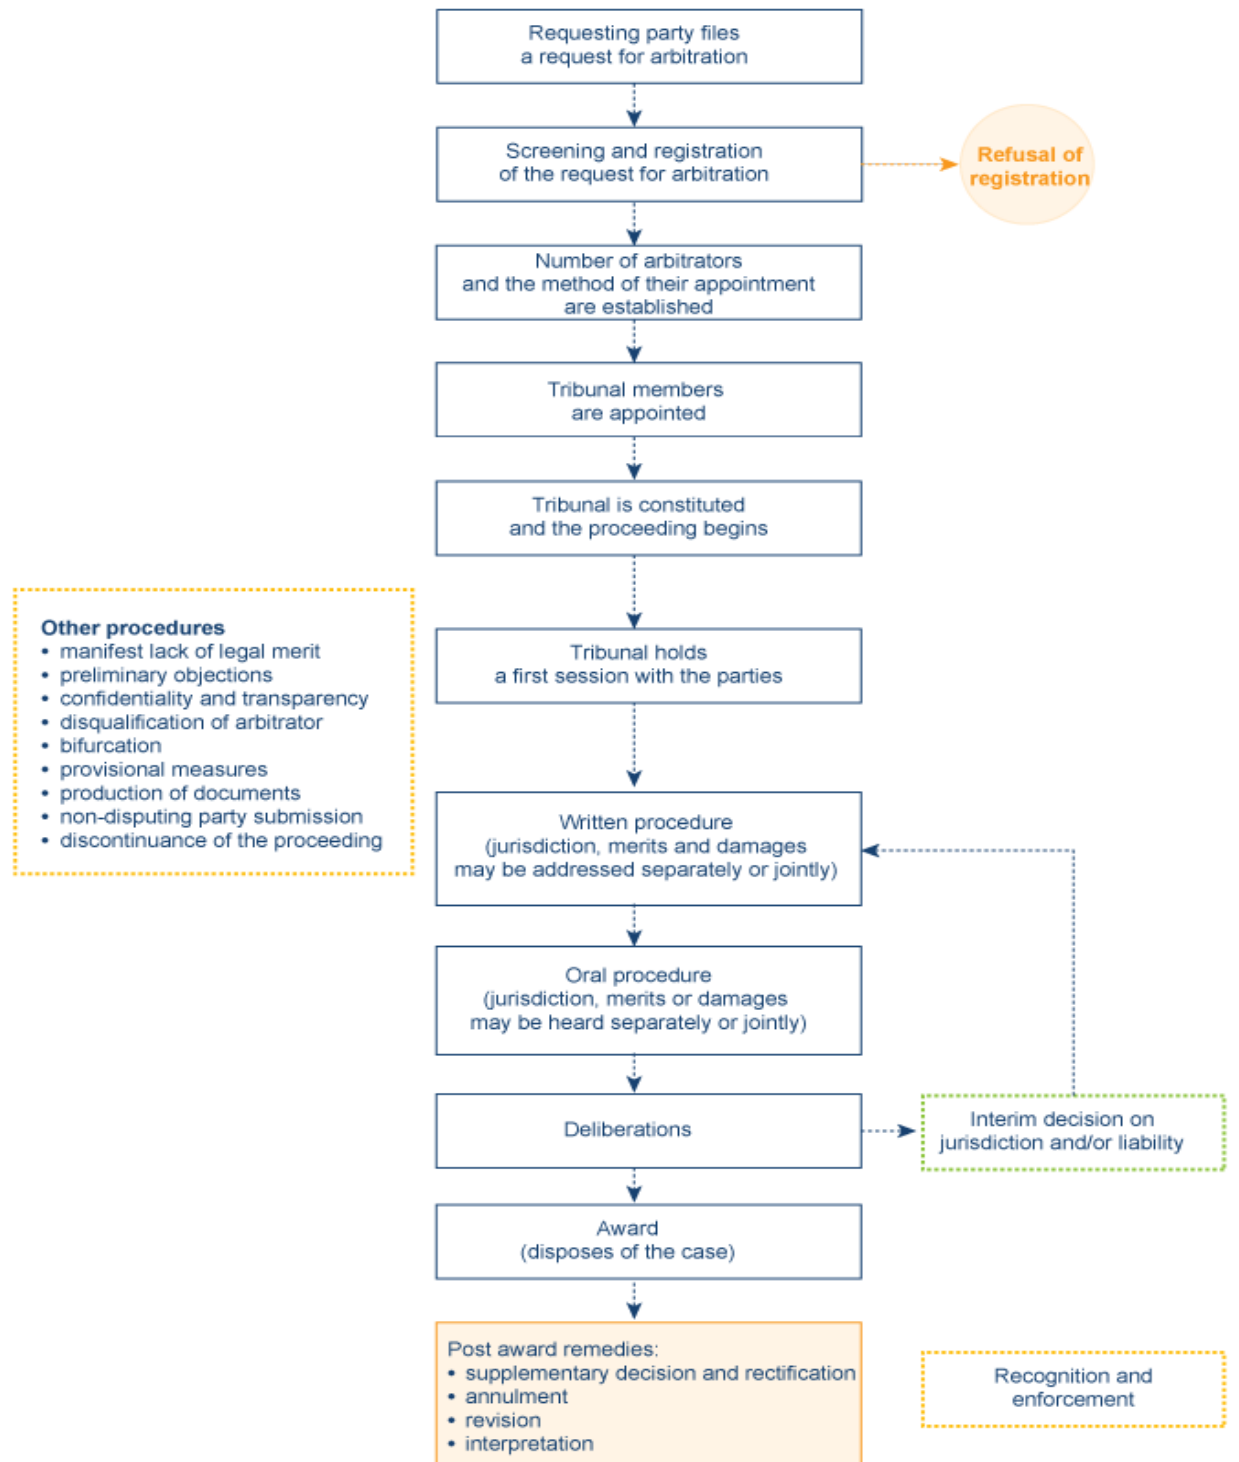 Requesting party files
a request for arbitration
Screening and registration
of the request for arbitration
Refusal of
registration
Number of arbitrators
and the method of their appointment
are established
Tribunal members
are appointed
Tribunal is constituted
and the proceeding begins
Other procedures
• manifest lack of legal merit
• preliminary objections
• confidentiality and transparency
• disqualification of arbitrator
• bifurcation
• provisional measures
• production of documents
• non-disputing party submission
• discontinuance of the proceeding
Tribunal holds
a first session with the parties
Written procedure
(jurisdiction, merits and damages
may be addressed separately or jointly)
Oral procedure
(jurisdiction, merits or damages
may be heard separately or jointly)
Deliberations
Interim decision on
jurisdiction and/or liability
Award
(disposes of the case)
Post award remedies:
• supplementary decision and rectification
• annulment
• revision
• interpretation
Recognition and
enforcement